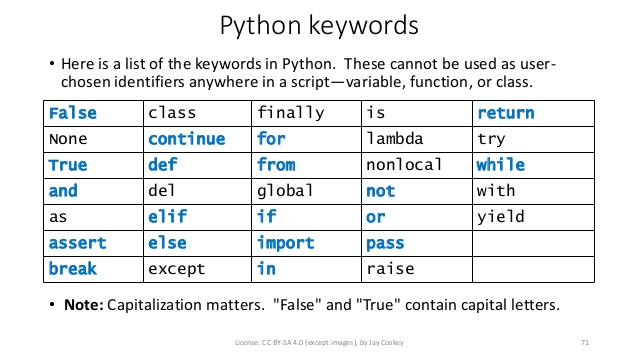 Python keywords
• Here is a list of the keywords in Python.  These cannot be used as user-
chosen identifiers anywhere in a script—variable, function, or class.
False class finally is return
None continue for lambda try
True def from nonlocal while
and del global not with
as elif if or yield
assert else import pass
break except in raise
• Note: Capitalization matters.  "False" and "True" contain capital letters.
License: CC BY-SA 4.0 (except images), by Jay Coskey 71